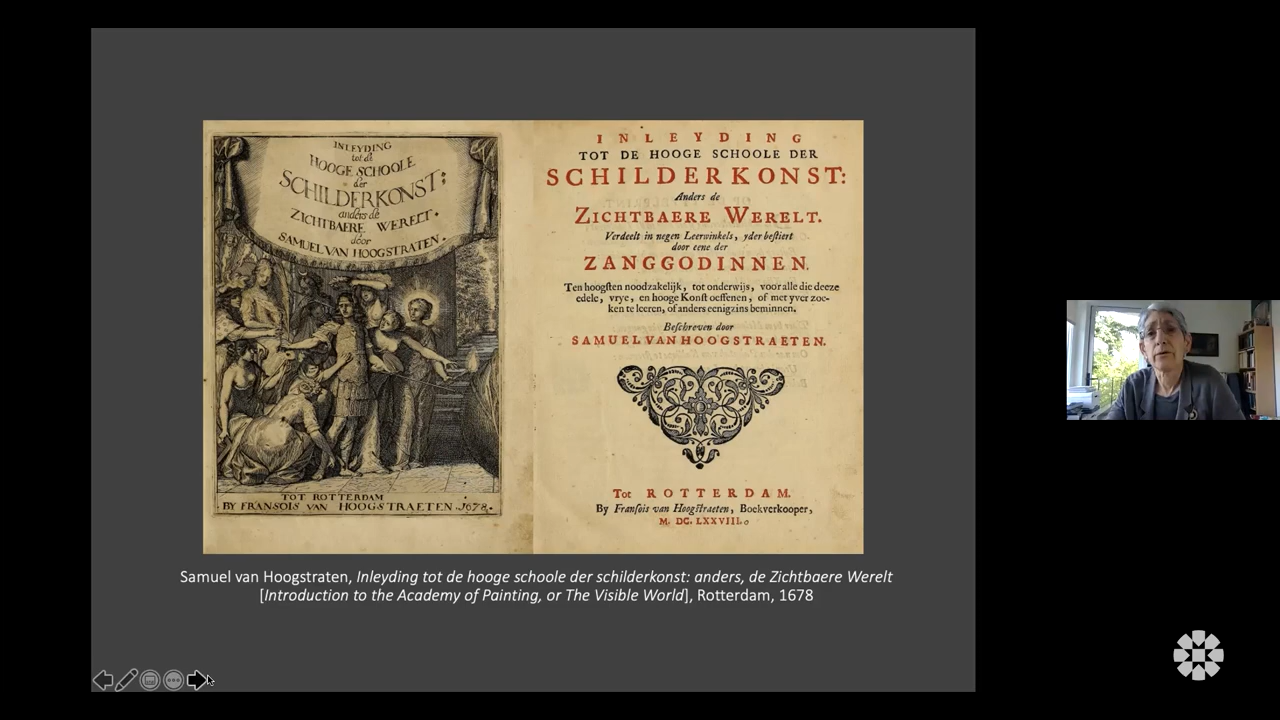 INLEYDING
tot de
HOOGE SCHOOLE
der
SCHILDERKONST;
anders de
ZICHTBAERE WERELT.
door
SAMUEL VAN HOOGSTRATEN.
TOT ROTTERDAM
BY FRANSOIS VAN HOOGSTRAETEN. 1678.
INLEYDING
TOT DE HOOGE SCHOOLE DER
SCHILDERKONST:
Anders de
ZICHTBAERE WERELT.
Verdeelt in negen Leerwinkels, yder bestiert
door eene der
ZANGGODINNEN.
Ten hoogsten noodzakelijk, tot onderwijs, voor alle die deeze
edele, vrye, en hooge Konst oeffenen, of met yver zoe-
ken te leeren, of anders eenigzins beminnen.
Beschreven door
SAMUEL VAN HOOGSTRAETEN.
Tot ROTTERDAM.
By Fransois van Hoogstraeten, Boekverkooper,
M. DC. LXXVIII.
Samuel van Hoogstraten, Inleyding tot de hooge schoole der schilderkonst: anders, de Zichtbaere Werelt
[Introduction to the Academy of Painting, or The Visible World], Rotterdam, 1678